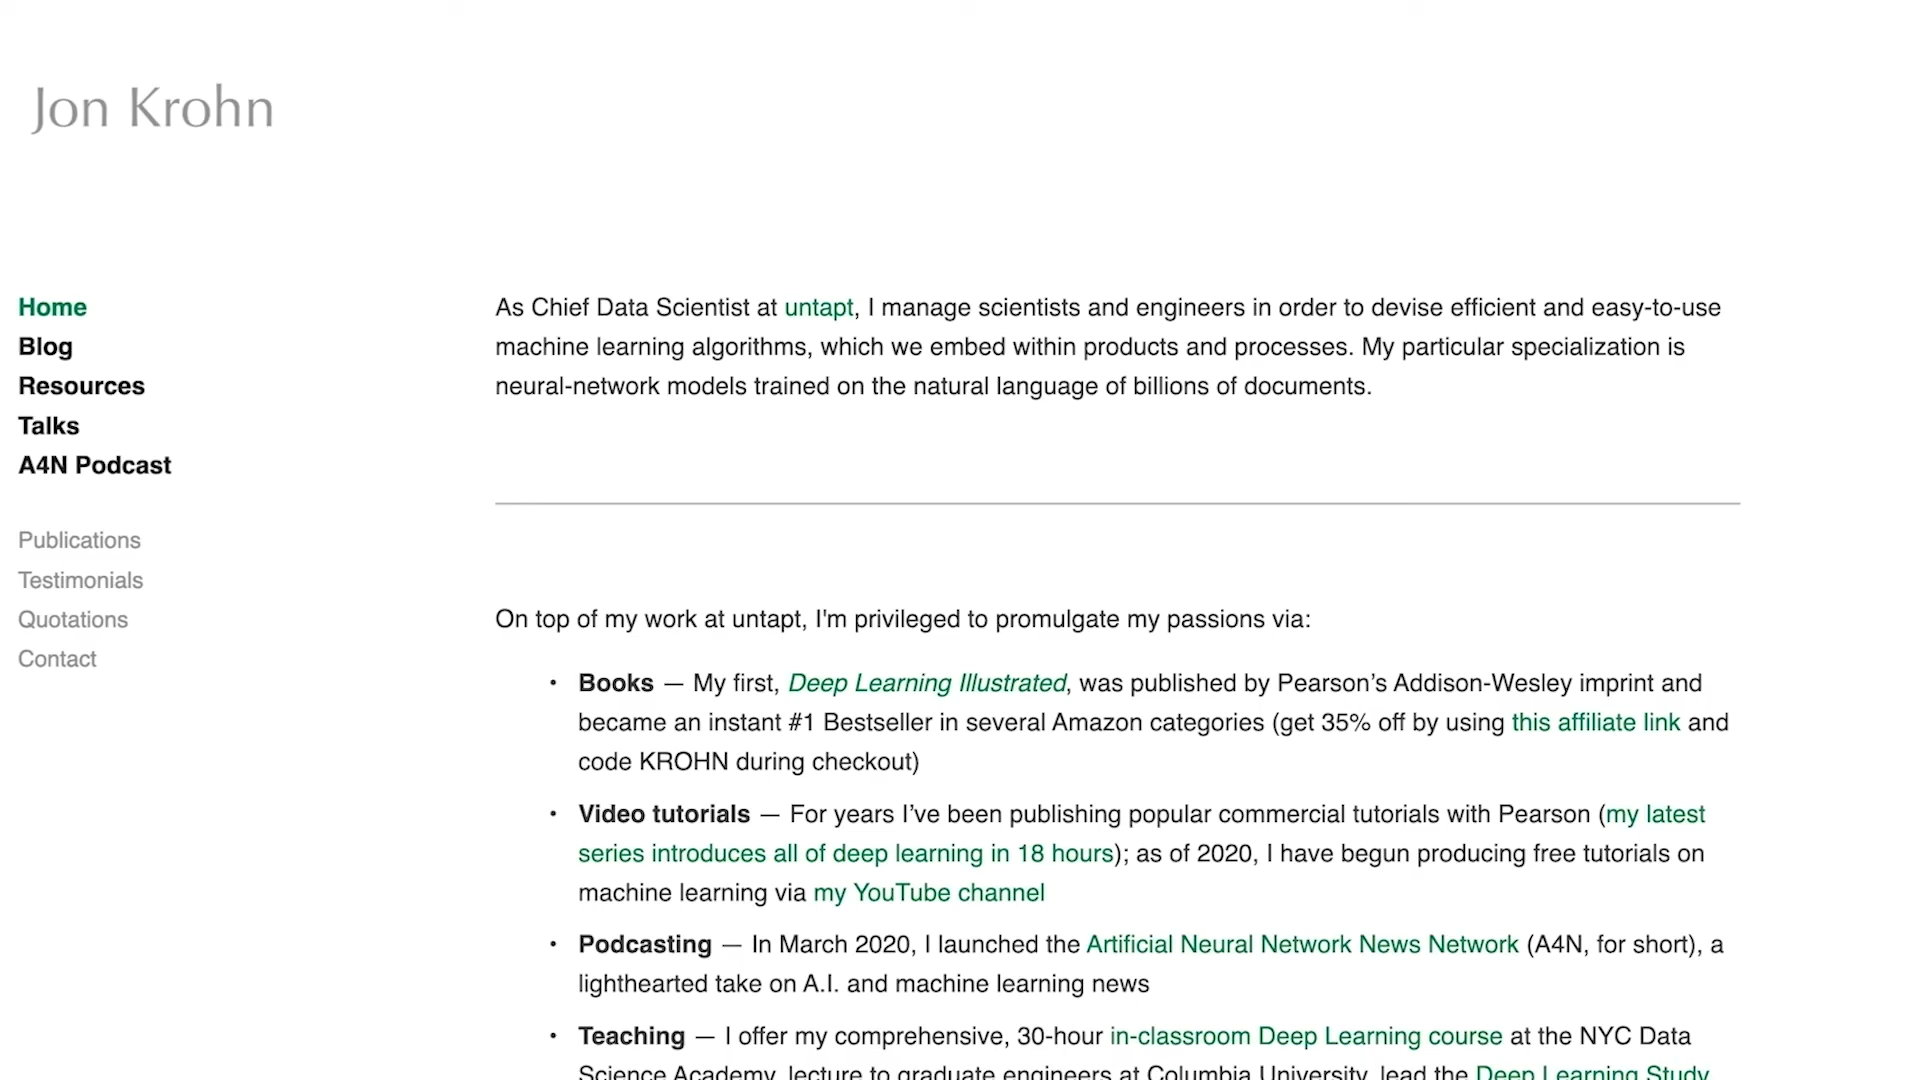 Jon Krohn
Home
Blog
Resources
Talks
A4N Podcast
Publications
Testimonials
Quotations
Contact
As Chief Data Scientist at untapt, I manage scientists and engineers in order to devise efficient and easy-to-use
machine learning algorithms, which we embed within products and processes. My particular specialization is
neural-network models trained on the natural language of billions of documents.
On top of my work at untapt, I'm privileged to promulgate my passions via:
• Books — My first, Deep Learning Illustrated, was published by Pearson’s Addison-Wesley imprint and
became an instant #1 Bestseller in several Amazon categories (get 35% off by using this affiliate link and
code KROHN during checkout)
• Video tutorials — For years I’ve been publishing popular commercial tutorials with Pearson (my latest
series introduces all of deep learning in 18 hours); as of 2020, I have begun producing free tutorials on
machine learning via my YouTube channel
• Podcasting — In March 2020, I launched the Artificial Neural Network News Network (A4N, for short), a
lighthearted take on A.I. and machine learning news
• Teaching — I offer my comprehensive, 30-hour in-classroom Deep Learning course at the NYC Data
Science Academy, lecture to graduate engineers at Columbia University, lead the Deep Learning Study